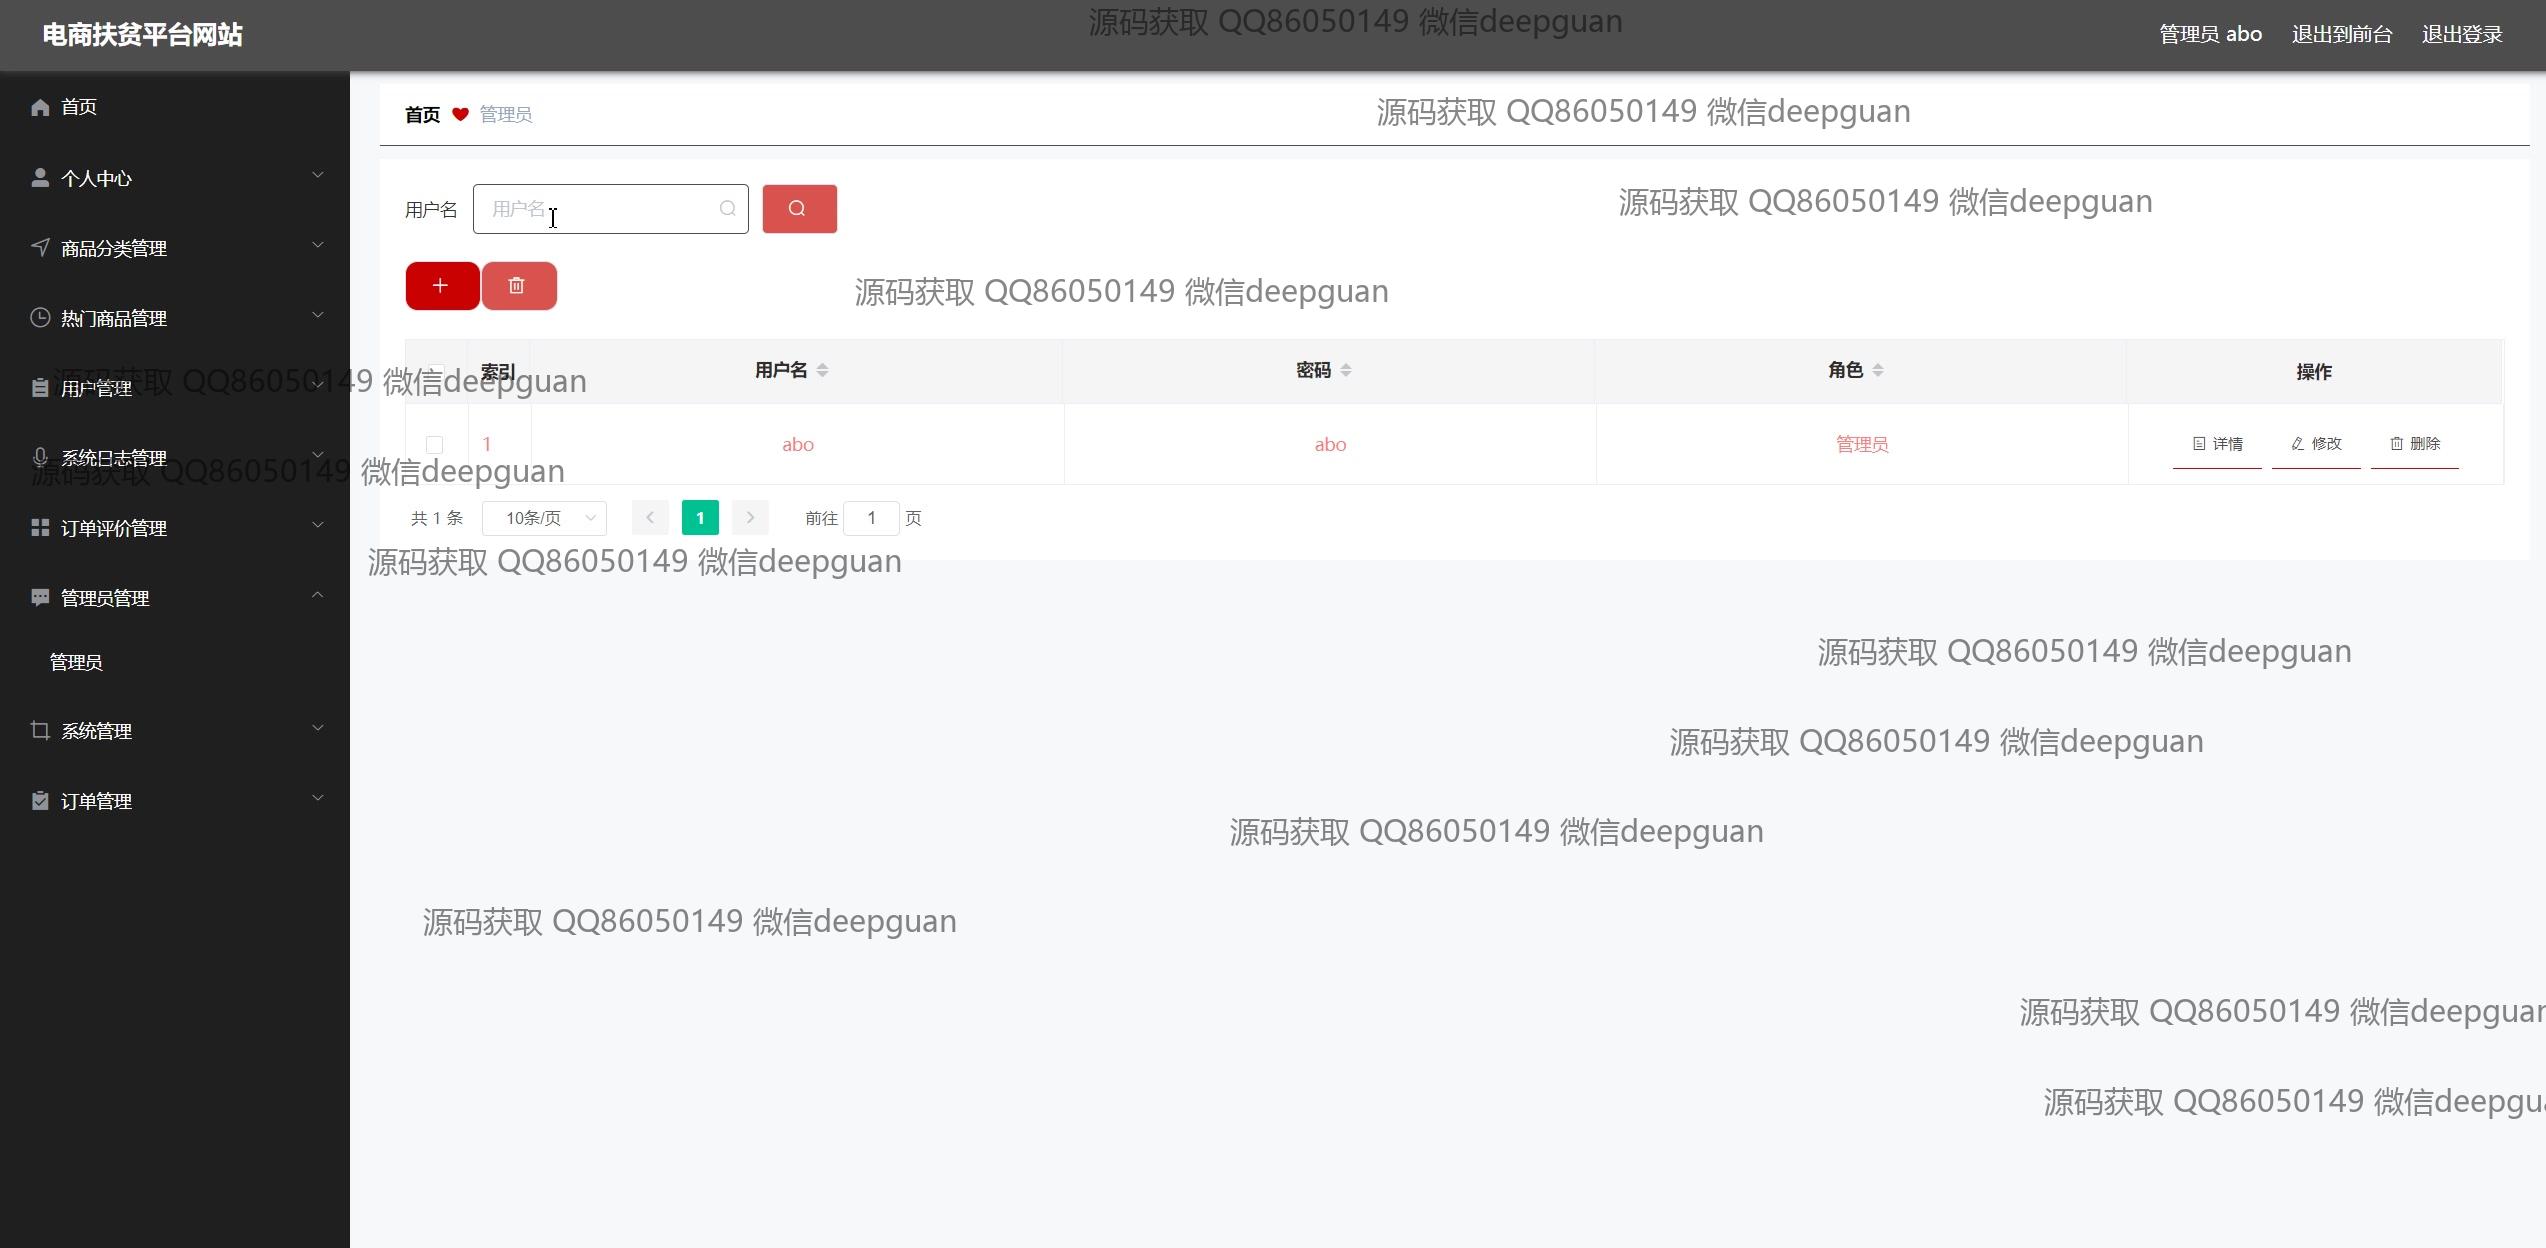 电商扶贫平台网站
源码获取 QQ86050149 微信deepguan
管理员 abo 退出到前台 退出登录
首页
首页 管理员
源码获取 QQ86050149 微信deepguan
个人中心
用户名 用户名
源码获取 QQ86050149 微信deepguan
商品分类管理
源码获取 QQ86050149 微信deepguan
热门商品管理
索引 用户名 密码 角色 操作
用户管理
源码获取 QQ86050149 微信deepguan
1 abo abo 管理员 详情 修改 删除
系统日志管理
源码获取 QQ86050149 微信deepguan
共 1 条 10条/页 1 前往 1 页
订单评价管理
源码获取 QQ86050149 微信deepguan
管理员管理
源码获取 QQ86050149 微信deepguan
管理员
系统管理
源码获取 QQ86050149 微信deepguan
订单管理
源码获取 QQ86050149 微信deepguan
源码获取 QQ86050149 微信deepguan
源码获取 QQ86050149 微信deepguan
源码获取 QQ86050149 微信deepgu